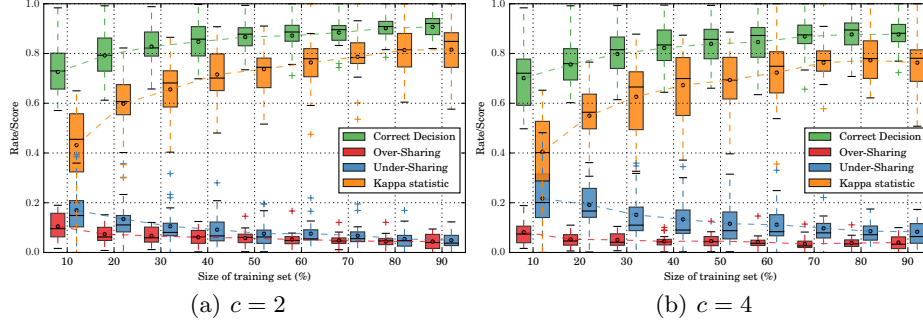 1.0
0.8
0.6
0.4
0.2
0.0
Rate/Score
10 20 30 40 50 60 70 80 90
Size of training set (%)
Correct Decision
Over-Sharing
Under-Sharing
Kappa statistic
(a) c = 2
1.0
0.8
0.6
0.4
0.2
0.0
Rate/Score
10 20 30 40 50 60 70 80 90
Size of training set (%)
Correct Decision
Over-Sharing
Under-Sharing
Kappa statistic
(b) c = 4